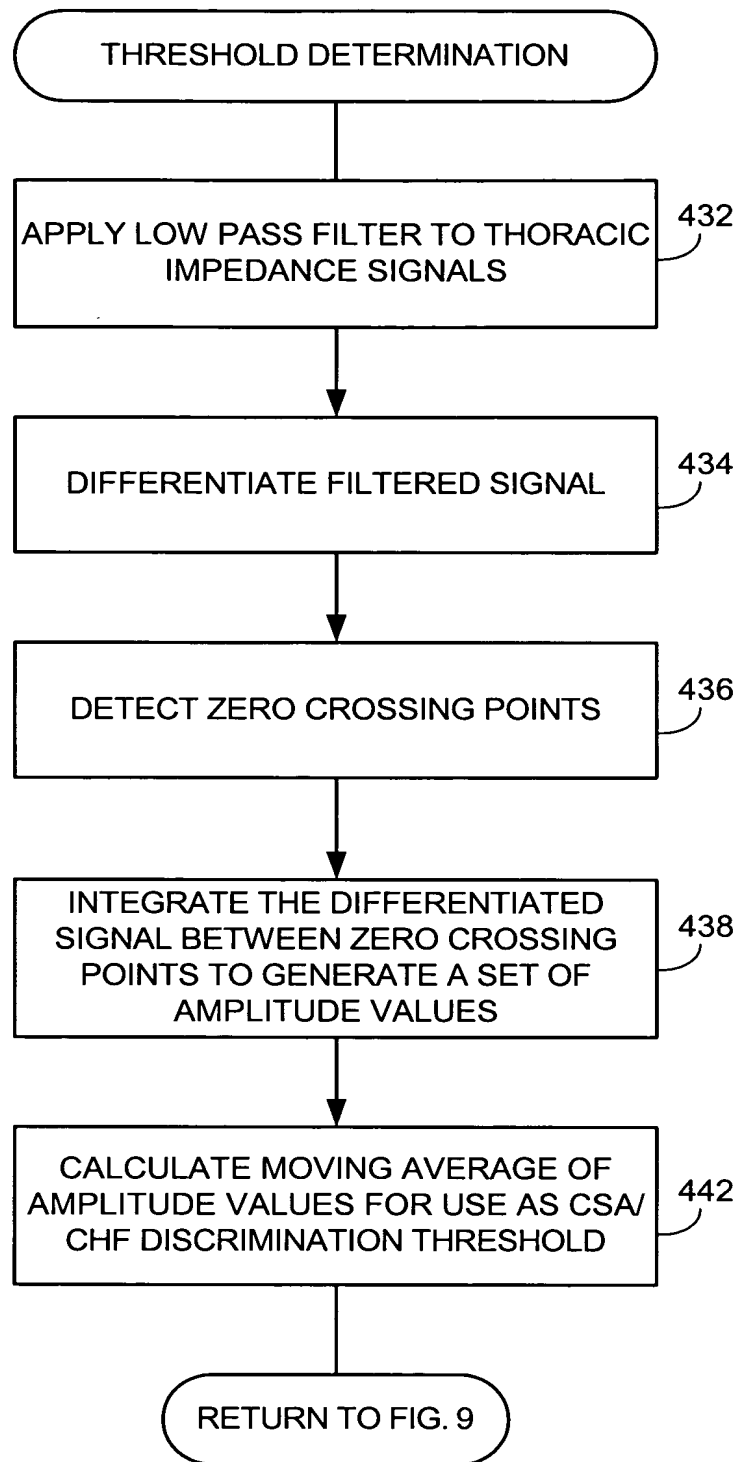 THRESHOLD DETERMINATION
APPLY LOW PASS FILTER TO THORACIC
IMPEDANCE SIGNALS
432
DIFFERENTIATE FILTERED SIGNAL
434
DETECT ZERO CROSSING POINTS
436
INTEGRATE THE DIFFERENTIATED
SIGNAL BETWEEN ZERO CROSSING
POINTS TO GENERATE A SET OF
AMPLITUDE VALUES
438
CALCULATE MOVING AVERAGE OF
AMPLITUDE VALUES FOR USE AS CSA/
CHF DISCRIMINATION THRESHOLD
442
RETURN TO FIG. 9